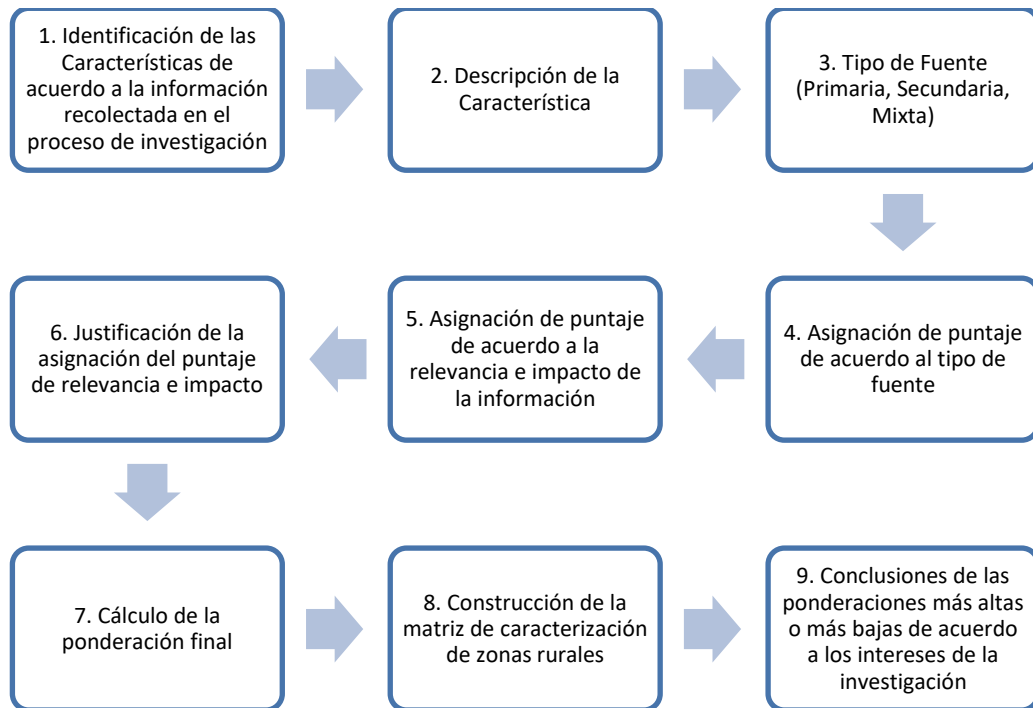 1. Identificación de las
Características de
acuerdo a la información
recolectada en el
proceso de investigación
2. Descripción de la
Característica
3. Tipo de Fuente
(Primaria, Secundaria,
Mixta)
4. Asignación de puntaje
de acuerdo al tipo de
fuente
5. Asignación de puntaje
de acuerdo a la
relevancia e impacto de
la información
6. Justificación de la
asignación del puntaje
de relevancia e impacto
7. Cálculo de la
ponderación final
8. Construcción de la
matriz de caracterización
de zonas rurales
9. Conclusiones de las
ponderaciones más altas
o más bajas de acuerdo
a los intereses de la
investigación